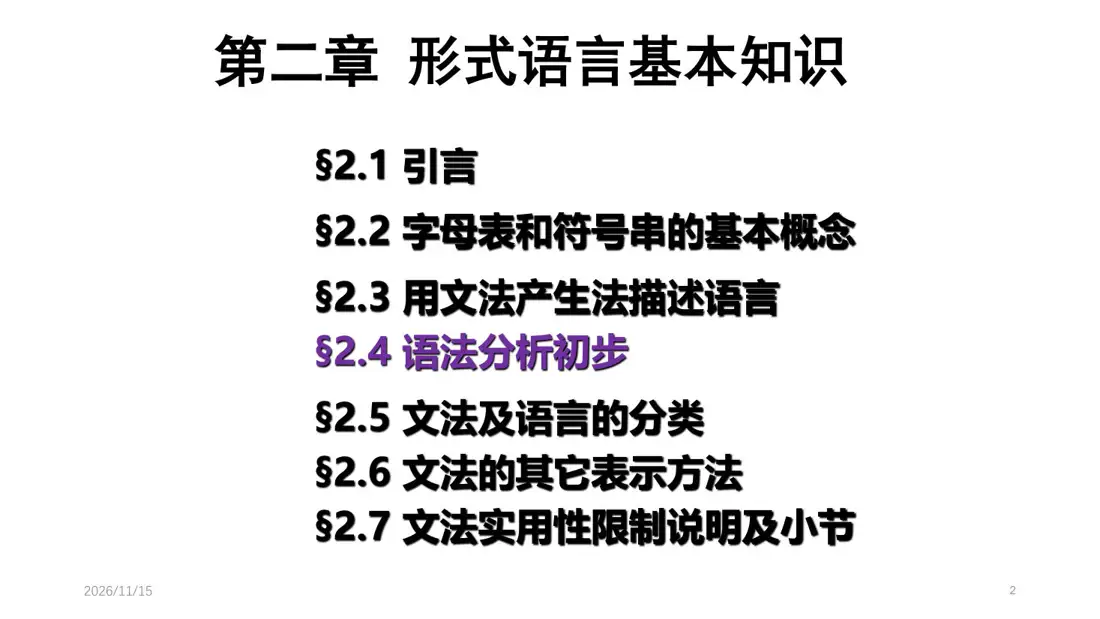 第二章 形式语言基本知识
§2.1 引言
§2.2 字母表和符号串的基本概念
§2.3 用文法产生法描述语言
§2.4 语法分析初步
§2.5 文法及语言的分类
§2.6 文法的其它表示方法
§2.7 文法实用性限制说明及小节
2026/11/15
2